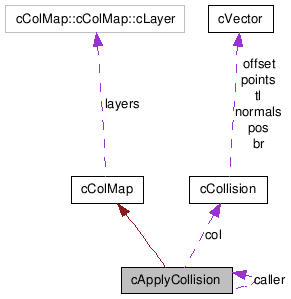 cColMap::cColMap::cLayer
cVector
offset
points
tl
normals
pos
br
layers
cColMap
cCollision
col
cApplyCollision
caller